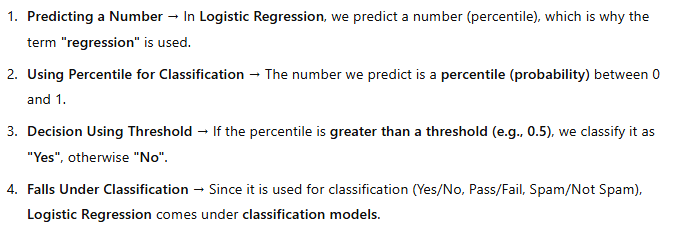 1. Predicting a Number → In Logistic Regression, we predict a number (percentile), which is why the
term "regression" is used.
2. Using Percentile for Classification → The number we predict is a percentile (probability) between 0
and 1.
3. Decision Using Threshold → If the percentile is greater than a threshold (e.g., 0.5), we classify it as
"Yes", otherwise "No".
4. Falls Under Classification → Since it is used for classification (Yes/No, Pass/Fail, Spam/Not Spam),
Logistic Regression comes under classification models.